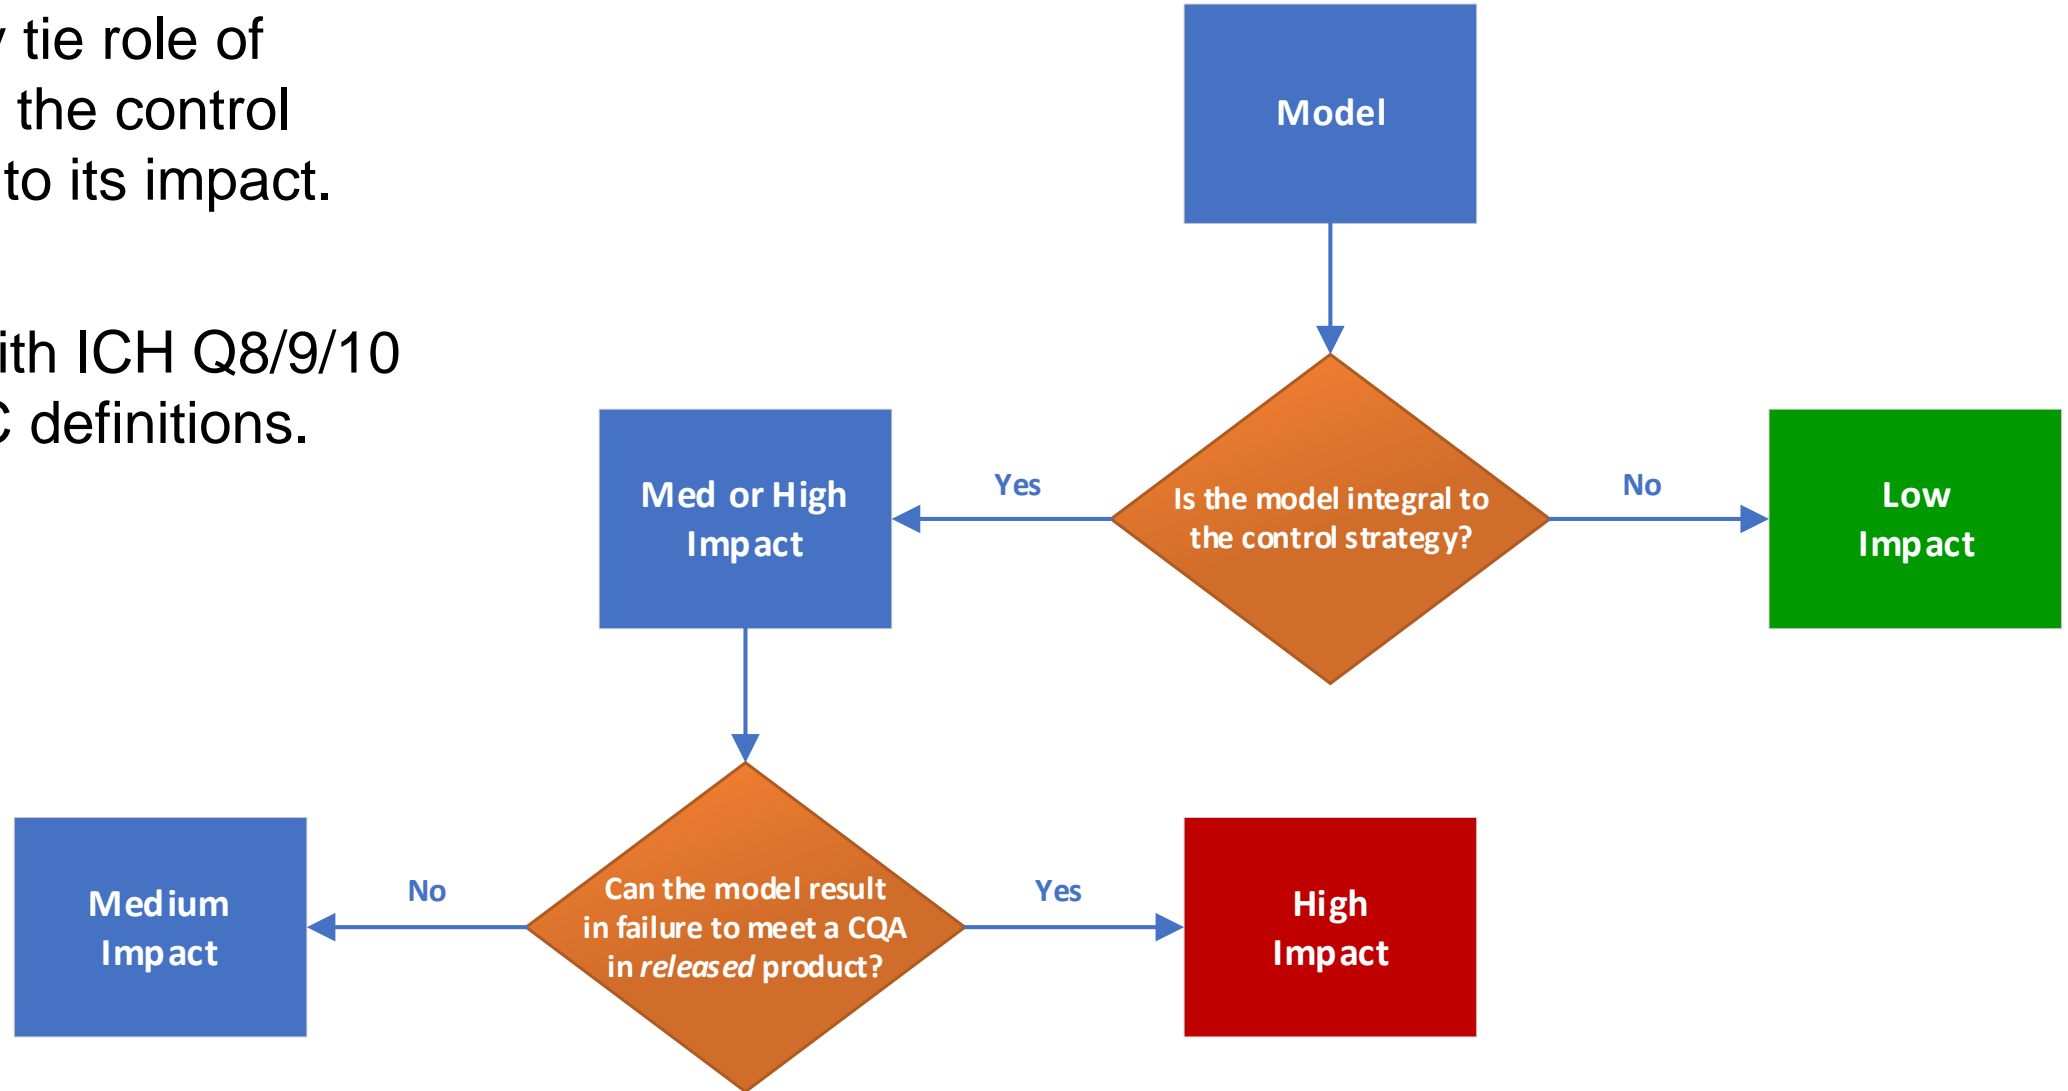 tie role of
the control
to its impact.
ith ICH Q8/9/10
C definitions.
Model
Is the model integral to
the control strategy?
Yes
No
Med or High
Impact
Low
Impact
Can the model result
in failure to meet a CQA
in released product?
No
Yes
Medium
Impact
High
Impact